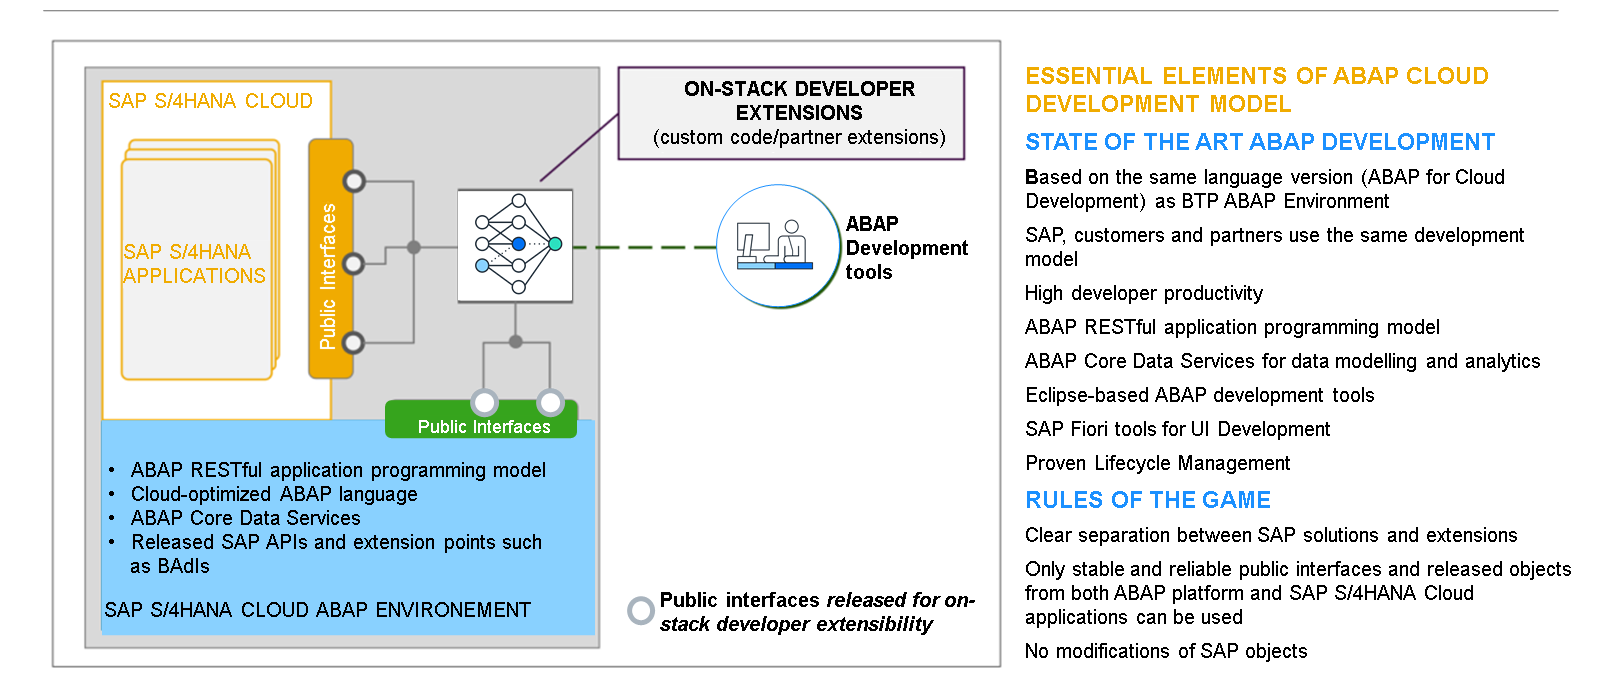 SAP S/4HANA CLOUD
SAP S/4HANA
APPLICATIONS
Public Interfaces
ON-STACK DEVELOPER
EXTENSIONS
(custom code/partner extensions)
ABAP
Development
tools
Public Interfaces
• ABAP RESTful application programming model
• Cloud-optimized ABAP language
• ABAP Core Data Services
• Released SAP APIs and extension points such
as BAdIs
SAP S/4HANA CLOUD ABAP ENVIRONEMENT
Public interfaces released for on-
stack developer extensibility
ESSENTIAL ELEMENTS OF ABAP CLOUD
DEVELOPMENT MODEL
STATE OF THE ART ABAP DEVELOPMENT
Based on the same language version (ABAP for Cloud
Development) as BTP ABAP Environment
SAP, customers and partners use the same development
model
High developer productivity
ABAP RESTful application programming model
ABAP Core Data Services for data modelling and analytics
Eclipse-based ABAP development tools
SAP Fiori tools for UI Development
Proven Lifecycle Management
RULES OF THE GAME
Clear separation between SAP solutions and extensions
Only stable and reliable public interfaces and released objects
from both ABAP platform and SAP S/4HANA Cloud
applications can be used
No modifications of SAP objects